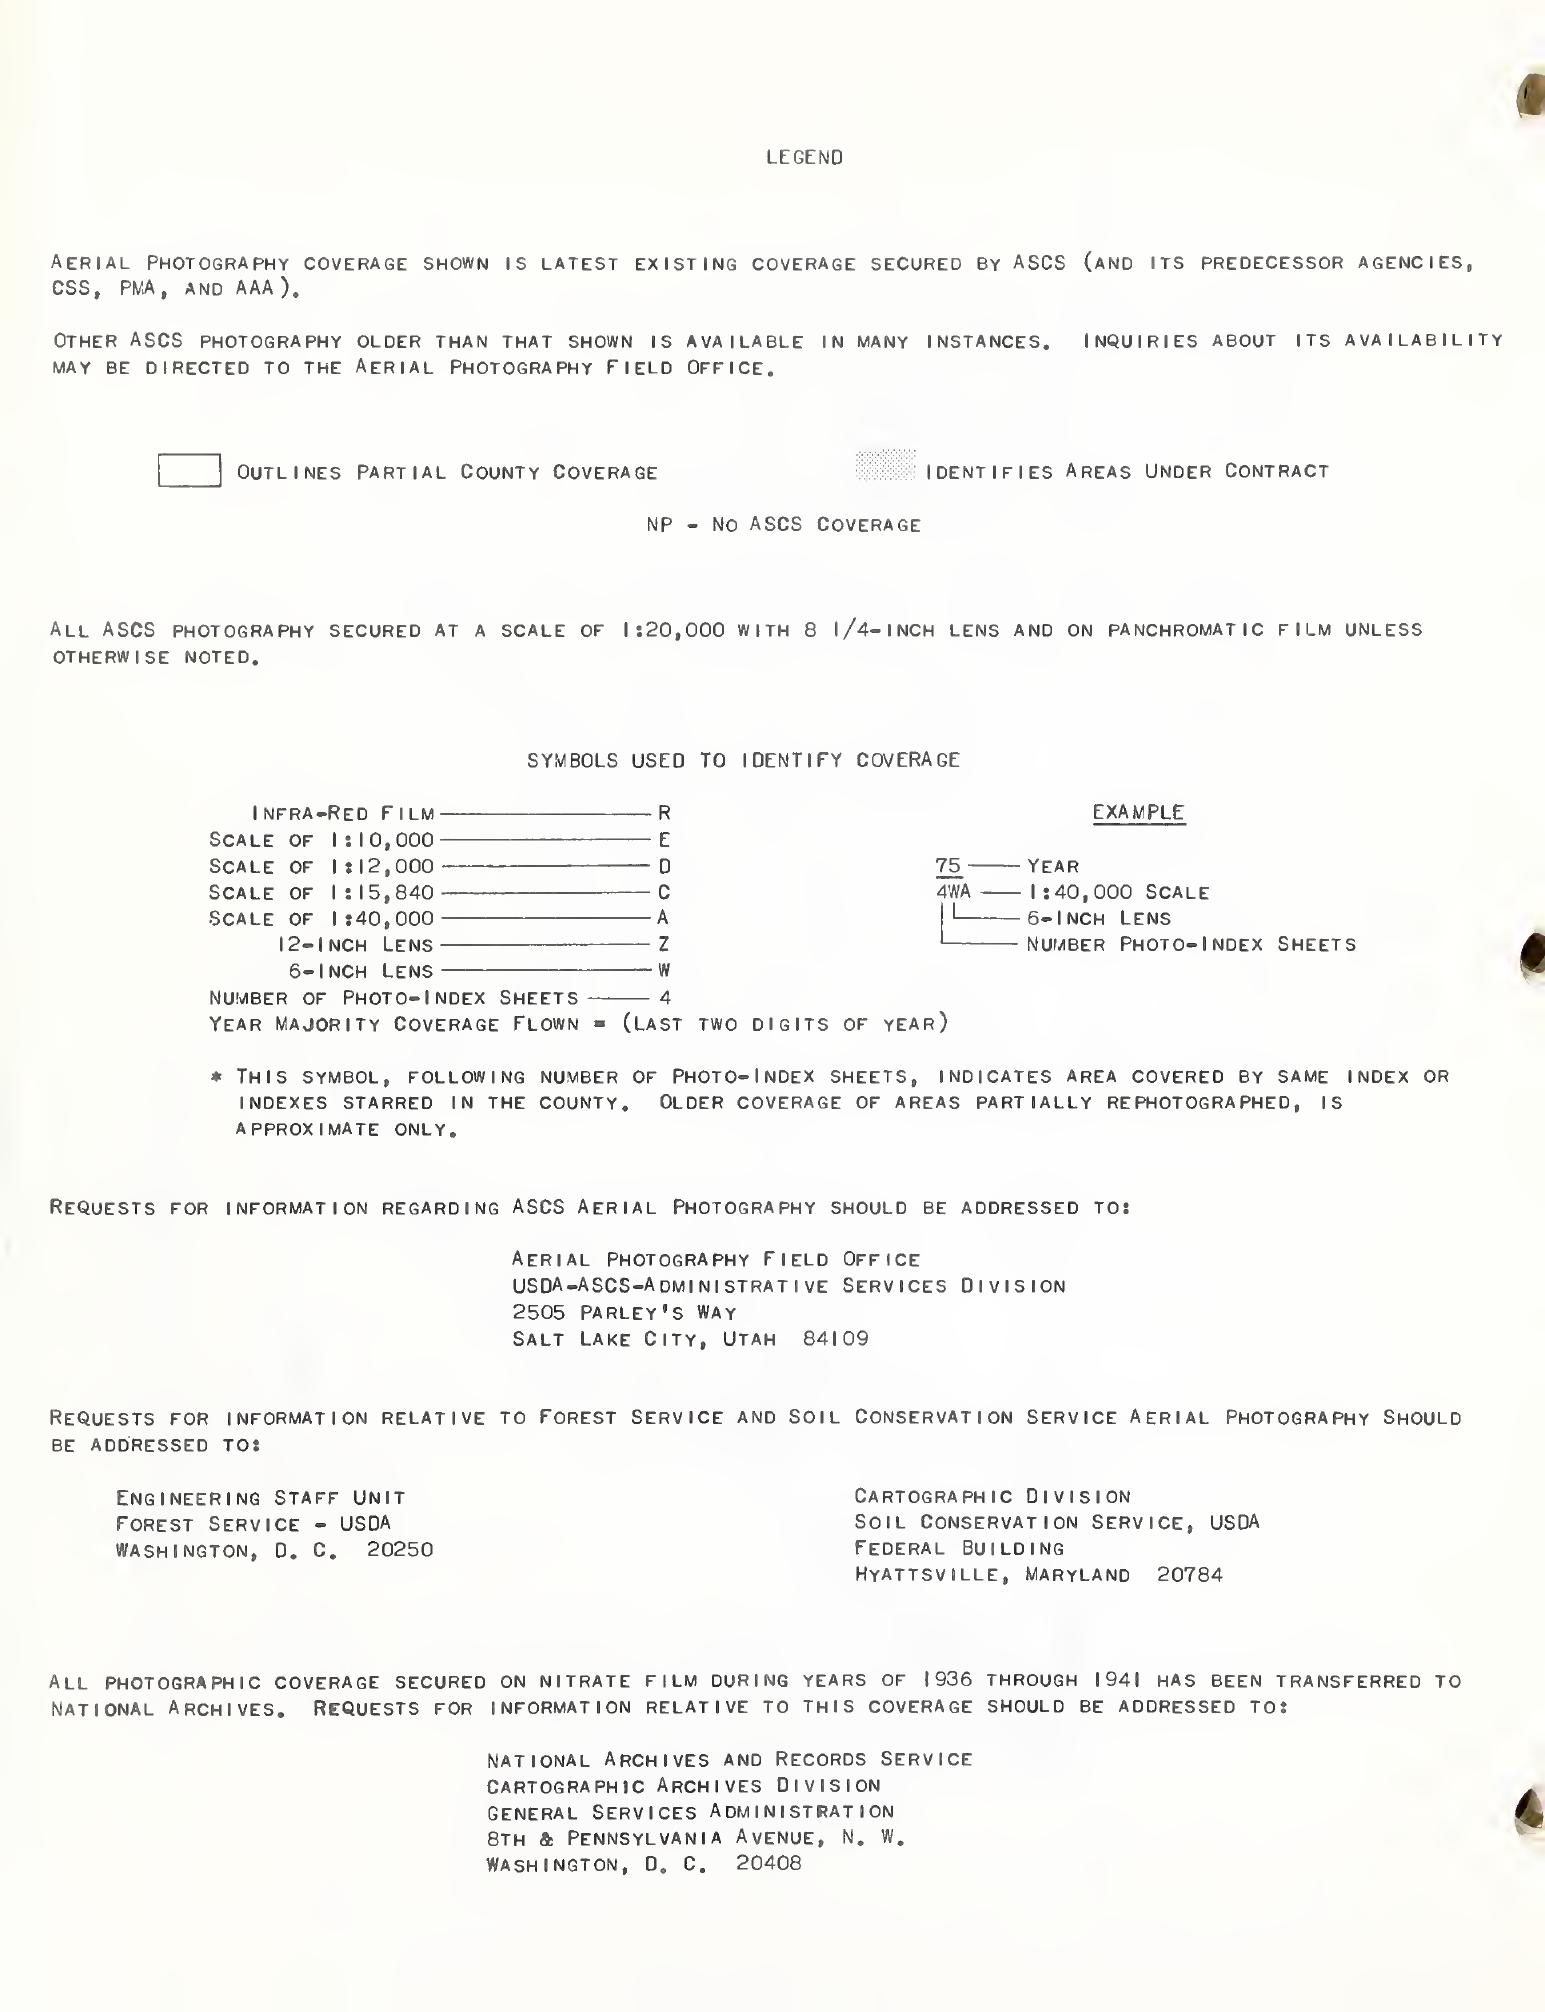 LEGEND
AERIAL PHOTOGRAPHY COVERAGE SHOWN IS LATEST EXISTING COVERAGE SECURED BY ASCS (AND ITS PREDECESSOR AGENCIES,
CSS, PMA, AND AAA).
OTHER ASCS PHOTOGRAPHY OLDER THAN THAT SHOWN IS AVAILABLE IN MANY INSTANCES. INQUIRIES ABOUT ITS AVAILABILITY
MAY BE DIRECTED TO THE AERIAL PHOTOGRAPHY FIELD OFFICE.
OUTLINES PARTIAL COUNTY COVERAGE
IDENTIFIES AREAS UNDER CONTRACT
NP - NO ASCS COVERAGE
ALL ASCS PHOTOGRAPHY SECURED AT A SCALE OF 1:20,000 WITH 8 1/4-INCH LENS AND ON PANCHROMATIC FILM UNLESS
OTHERWISE NOTED.
SYMBOLS USED TO IDENTIFY COVERAGE
INFRA-RED FILM R
SCALE OF 1:10,000 E
SCALE OF 1:12,000 D
SCALE OF 1:15,840 C
SCALE OF 1:40,000 A
12-INCH LENS Z
6-INCH LENS W
NUMBER OF PHOTO-INDEX SHEETS 4
YEAR MAJORITY COVERAGE FLOWN = (LAST TWO DIGITS OF YEAR)
EXAMPLE
75 YEAR
4WA 1:40,000 SCALE
6-INCH LENS
NUMBER PHOTO-INDEX SHEETS
* THIS SYMBOL, FOLLOWING NUMBER OF PHOTO-INDEX SHEETS, INDICATES AREA COVERED BY SAME INDEX OR
INDEXES STARRED IN THE COUNTY. OLDER COVERAGE OF AREAS PARTIALLY REPHOTOGRAPHED, IS
APPROXIMATE ONLY.
REQUESTS FOR INFORMATION REGARDING ASCS AERIAL PHOTOGRAPHY SHOULD BE ADDRESSED TO:
AERIAL PHOTOGRAPHY FIELD OFFICE
USDA-ASCS-ADMINISTRATIVE SERVICES DIVISION
2505 PARLEY'S WAY
SALT LAKE CITY, UTAH 84109
REQUESTS FOR INFORMATION RELATIVE TO FOREST SERVICE AND SOIL CONSERVATION SERVICE AERIAL PHOTOGRAPHY SHOULD
BE ADDRESSED TO:
ENGINEERING STAFF UNIT
FOREST SERVICE - USDA
WASHINGTON, D. C. 20250
CARTOGRAPHIC DIVISION
SOIL CONSERVATION SERVICE, USDA
FEDERAL BUILDING
HYATTSVILLE, MARYLAND 20784
ALL PHOTOGRAPHIC COVERAGE SECURED ON NITRATE FILM DURING YEARS OF 1936 THROUGH 1941 HAS BEEN TRANSFERRED TO
NATIONAL ARCHIVES. REQUESTS FOR INFORMATION RELATIVE TO THIS COVERAGE SHOULD BE ADDRESSED TO:
NATIONAL ARCHIVES AND RECORDS SERVICE
CARTOGRAPHIC ARCHIVES DIVISION
GENERAL SERVICES ADMINISTRATION
8TH & PENNSYLVANIA AVENUE, N. W.
WASHINGTON, D. C. 20408